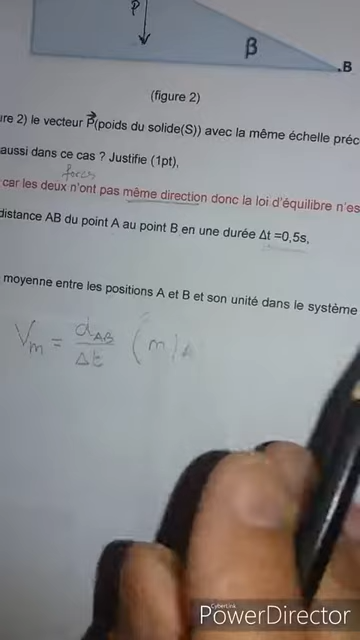 P
β
B
(figure 2)
ure 2) le vecteur P⃗(poids du solide(S)) avec la même échelle préc
aussi dans ce cas ? Justifie (1pt),
forces
car les deux n'ont pas même direction donc la loi d'équilibre n'es
distance AB du point A au point B en une durée Δt =0,5s,
moyenne entre les positions A et B et son unité dans le système
Vm = dAB/Δt (m/s
CyberLink
PowerDirector